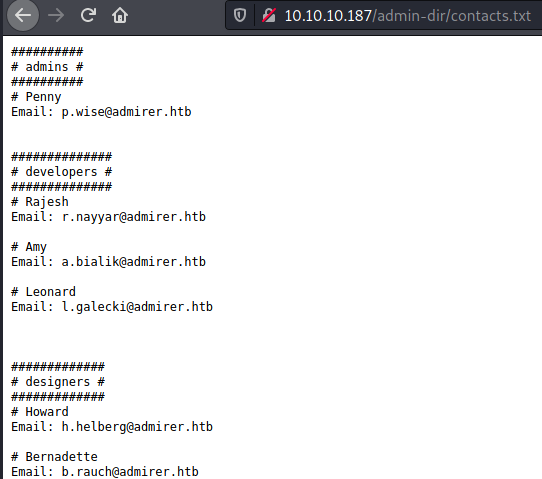 10.10.10.187/admin-dir/contacts.txt
##########
# admins #
##########
# Penny
Email: p.wise@admirer.htb
##############
# developers #
##############
# Rajesh
Email: r.nayyar@admirer.htb
# Amy
Email: a.bialik@admirer.htb
# Leonard
Email: l.galecki@admirer.htb
#############
# designers #
#############
# Howard
Email: h.helberg@admirer.htb
# Bernadette
Email: b.rauch@admirer.htb